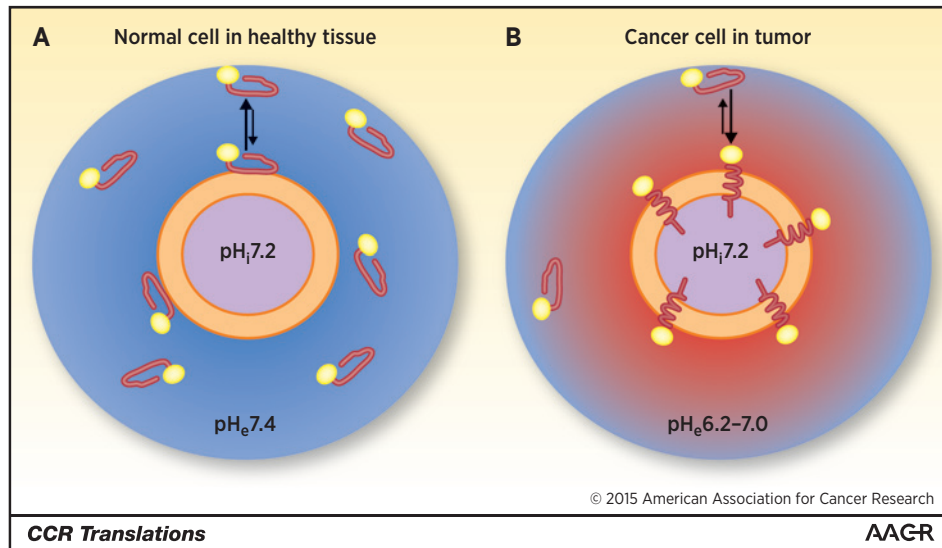 A Normal cell in healthy tissue
pHᵢ7.2
pHₑ7.4
B Cancer cell in tumor
pHᵢ7.2
pHₑ6.2–7.0
© 2015 American Association for Cancer Research
CCR Translations
AACR